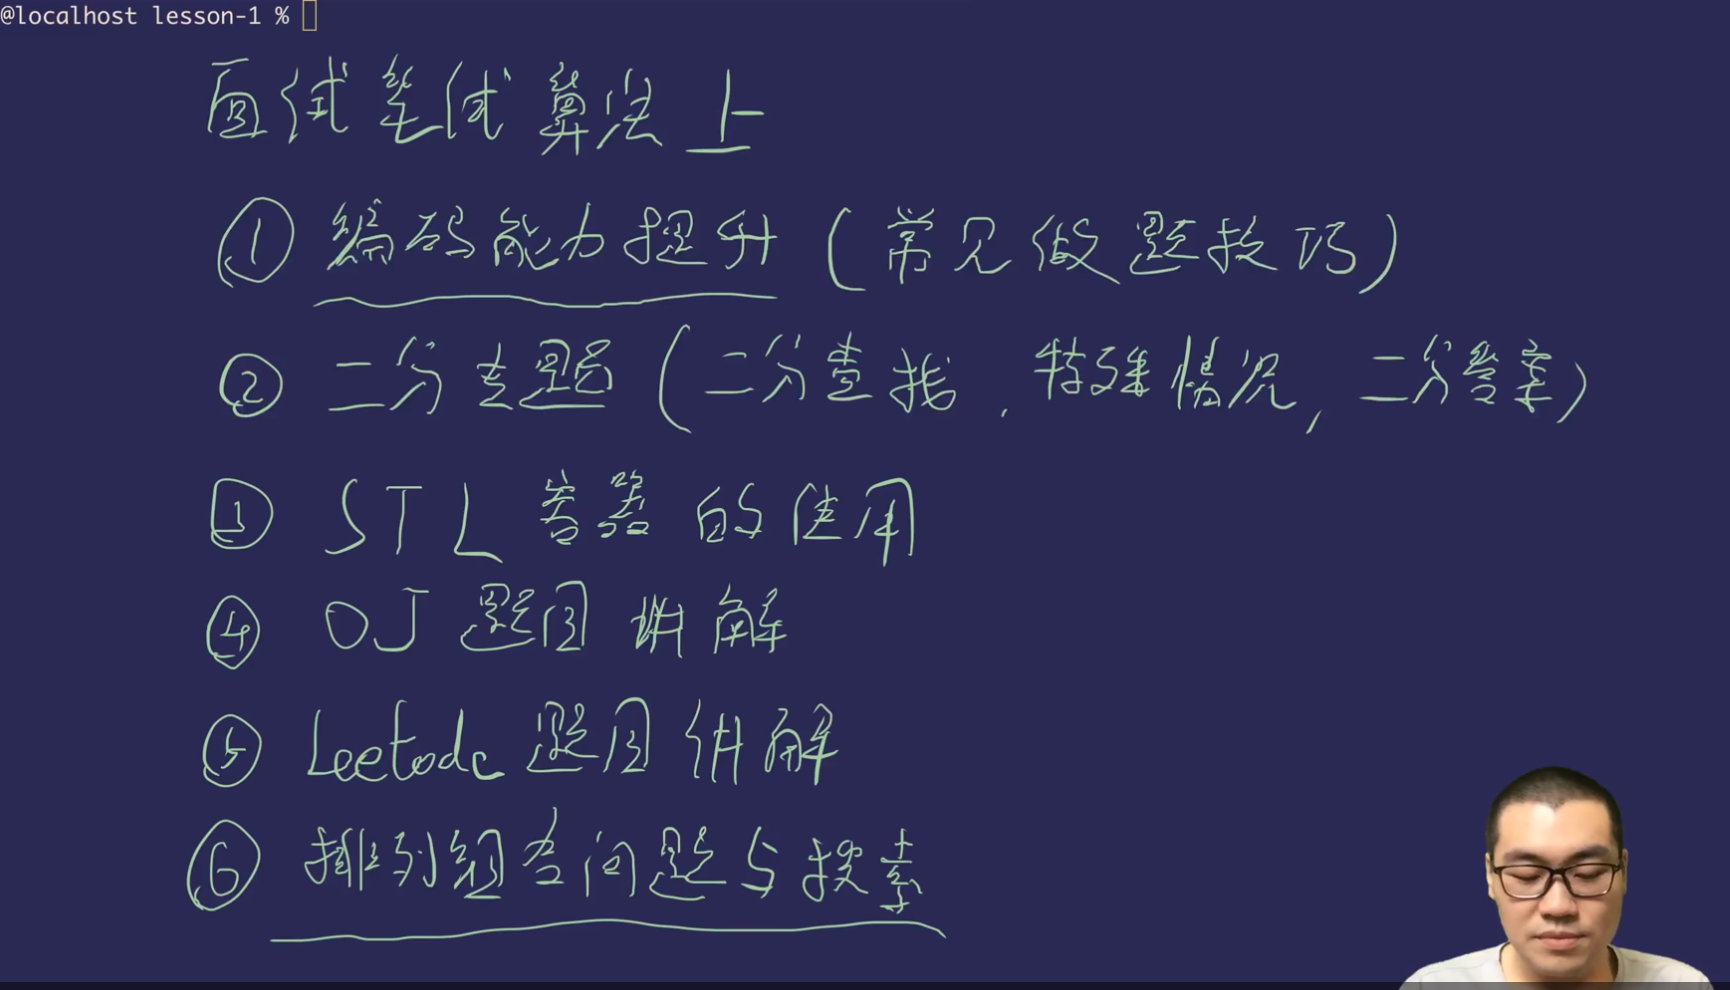 @localhost lesson-1 %
面试笔试算法上
① 编码能力提升(常见做题技巧)
② 二分专题(二分查找,特殊情况,二分答案)
③ STL 容器的使用
④ OJ 题目讲解
⑤ Leetcode 题目讲解
⑥ 排列组合问题与搜索